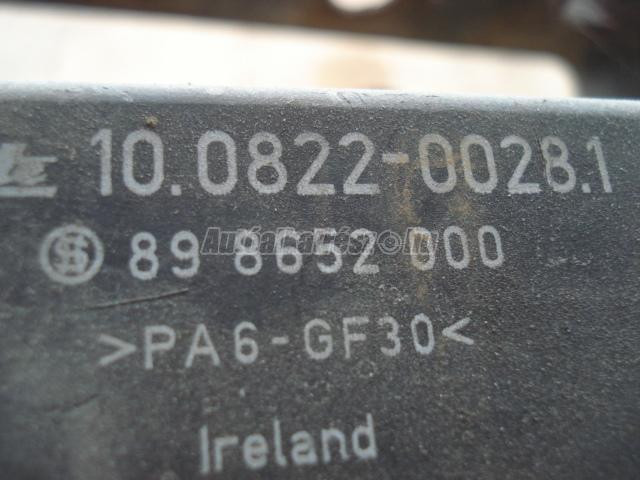 10.0822-0028.1
89 8652 000
>PA6-GF30<
Ireland